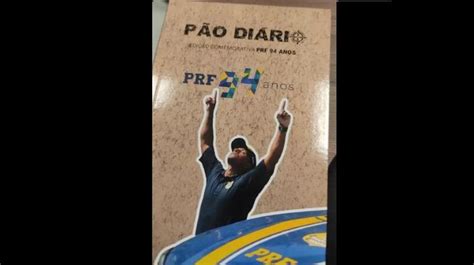 PÃO DIÁRIO
EDIÇÃO COMEMORATIVA PRF 94 ANOS
PRF 94 anos
PRF